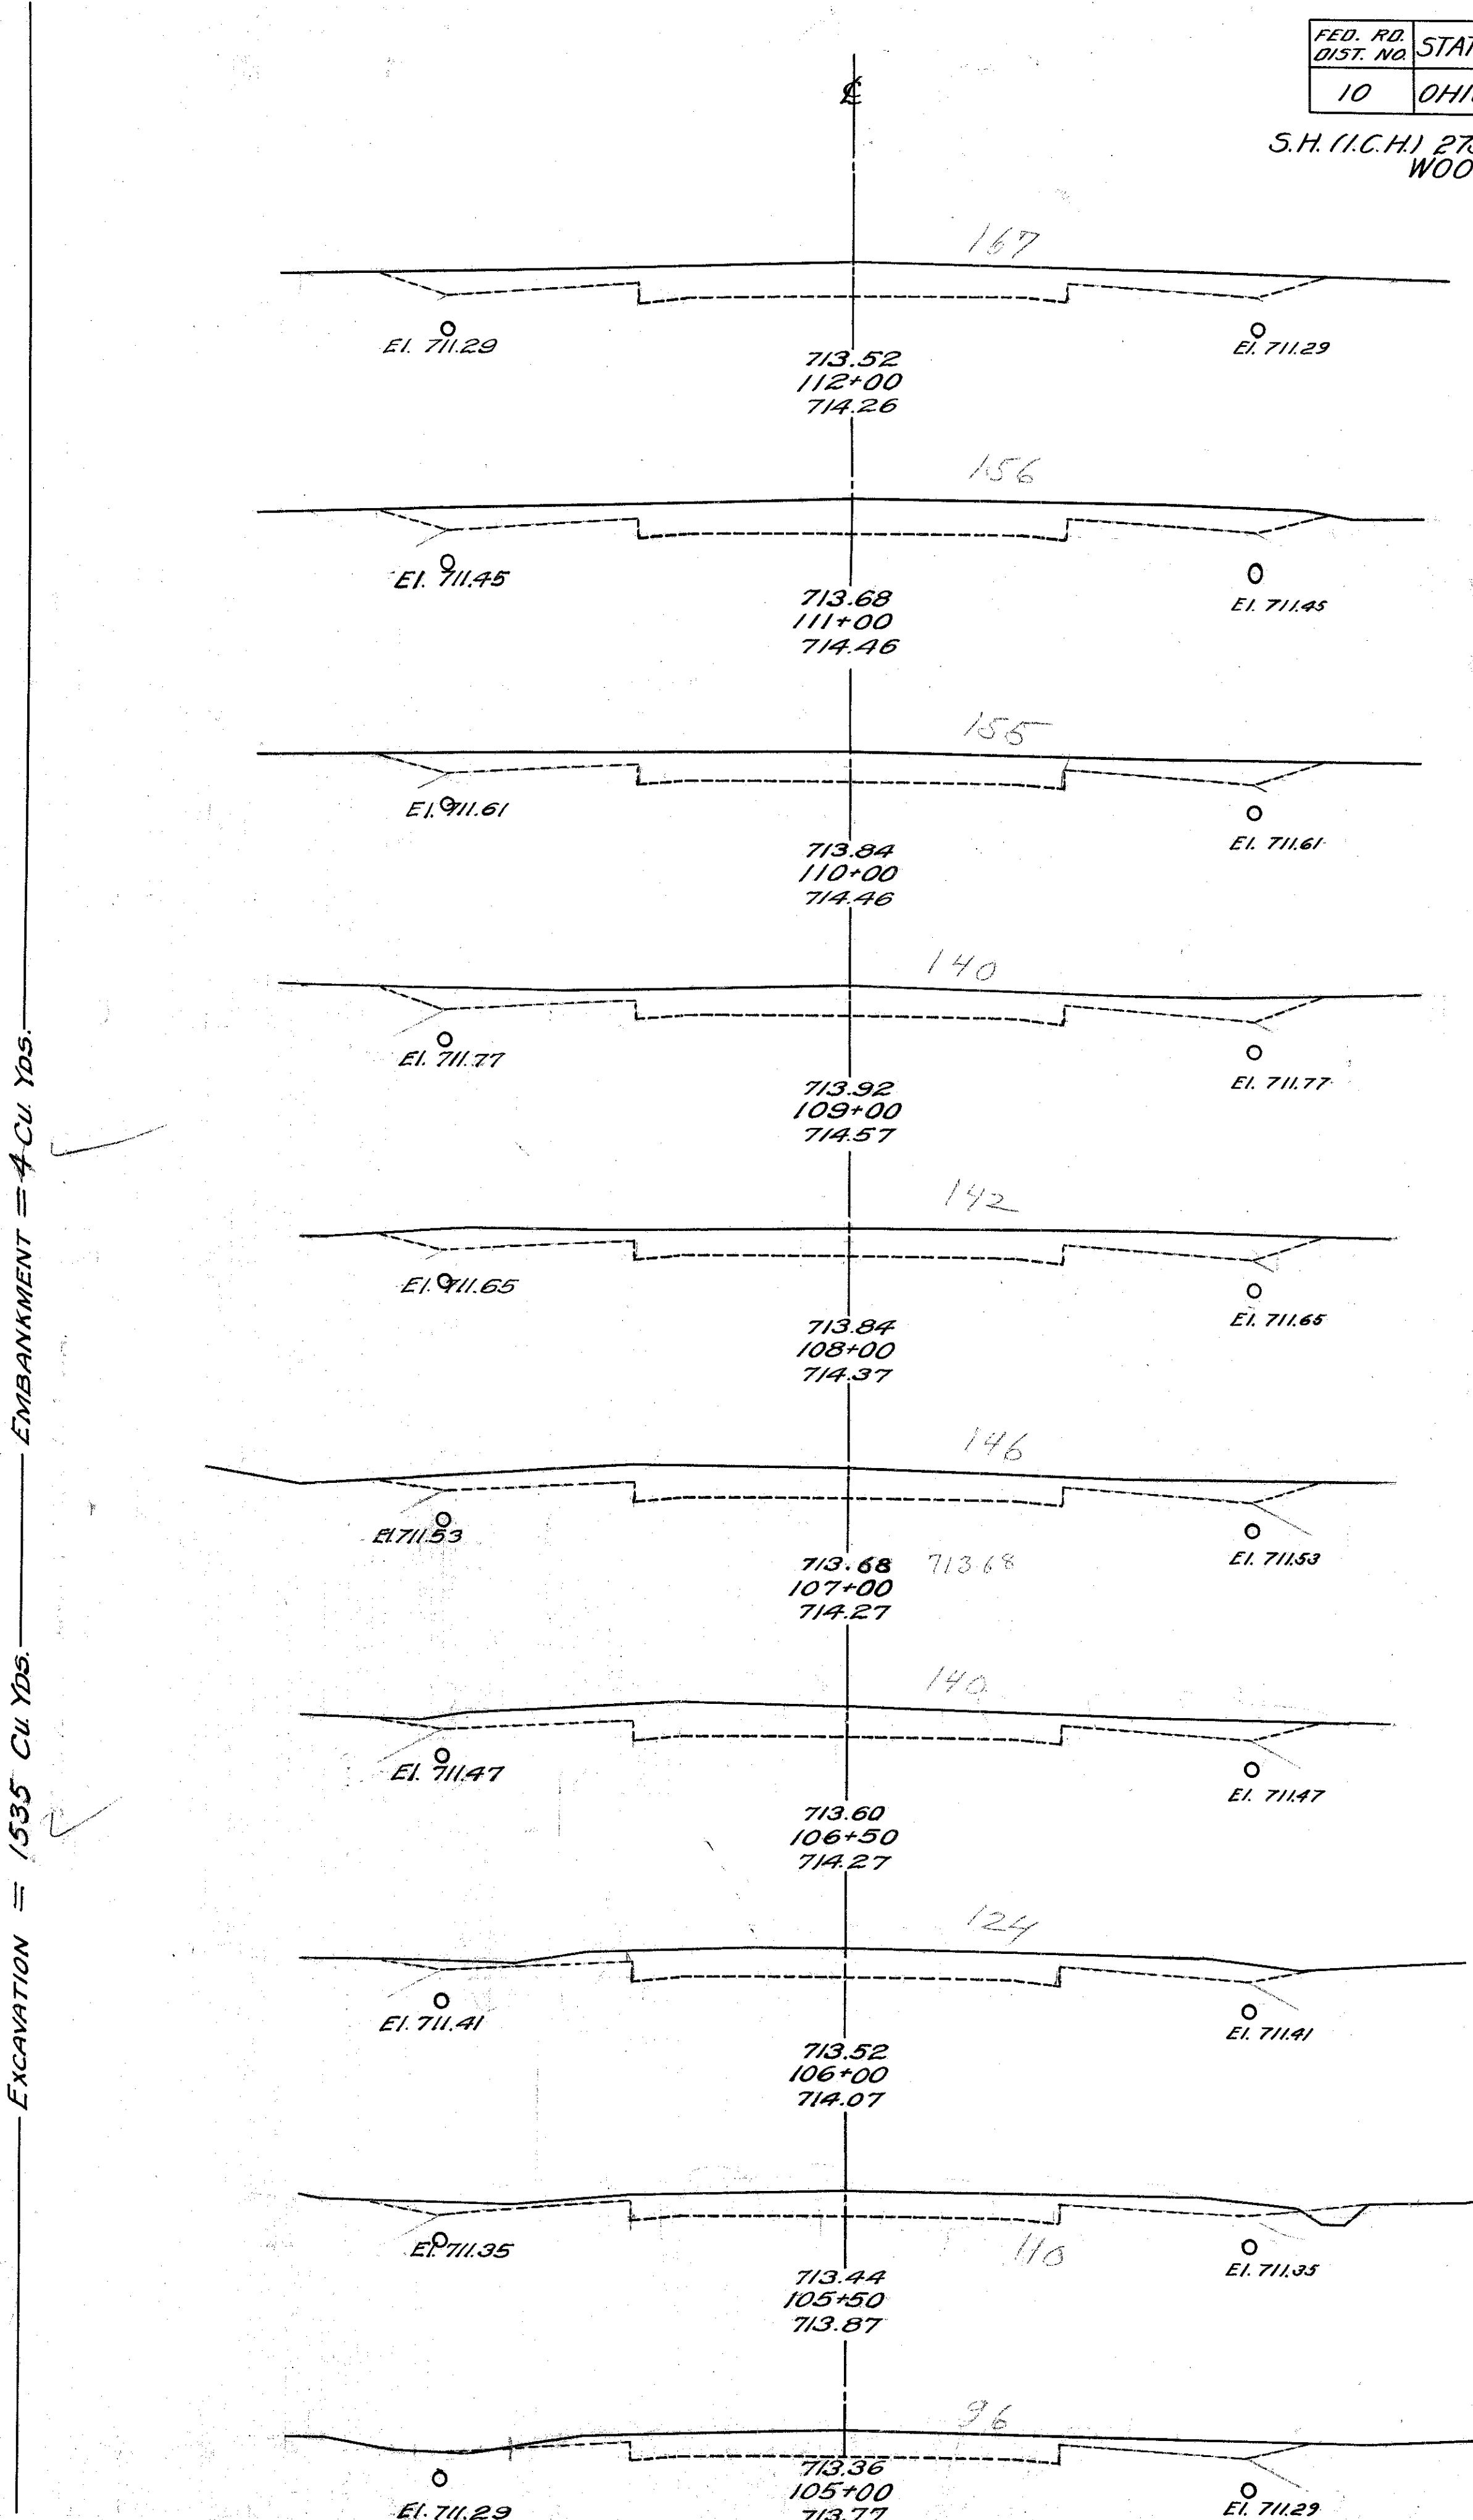 FED. RD. DIST. NO.
10 OHIO
S.H. (I.C.H.)
167
El. 711.29
El. 711.29
713.52
112+00
714.26
156
El. 711.45
El. 711.45
713.68
111+00
714.46
155
El. 711.61
El. 711.61
713.84
110+00
714.46
140
El. 711.77
El. 711.77
713.92
109+00
714.57
142
El. 711.65
El. 711.65
713.84
108+00
714.37
146
El. 711.53
El. 711.53
713.68 713.68
107+00
714.27
140
El. 711.47
El. 711.47
713.60
106+50
714.27
124
El. 711.41
El. 711.41
713.52
106+00
714.07
El. 711.35
110
El. 711.35
713.44
105+50
713.87
96
713.36
105+00
713.77
El. 711.29
El. 711.29
EXCAVATION = 1535 CU. YDS. EMBANKMENT = 4 CU. YDS.